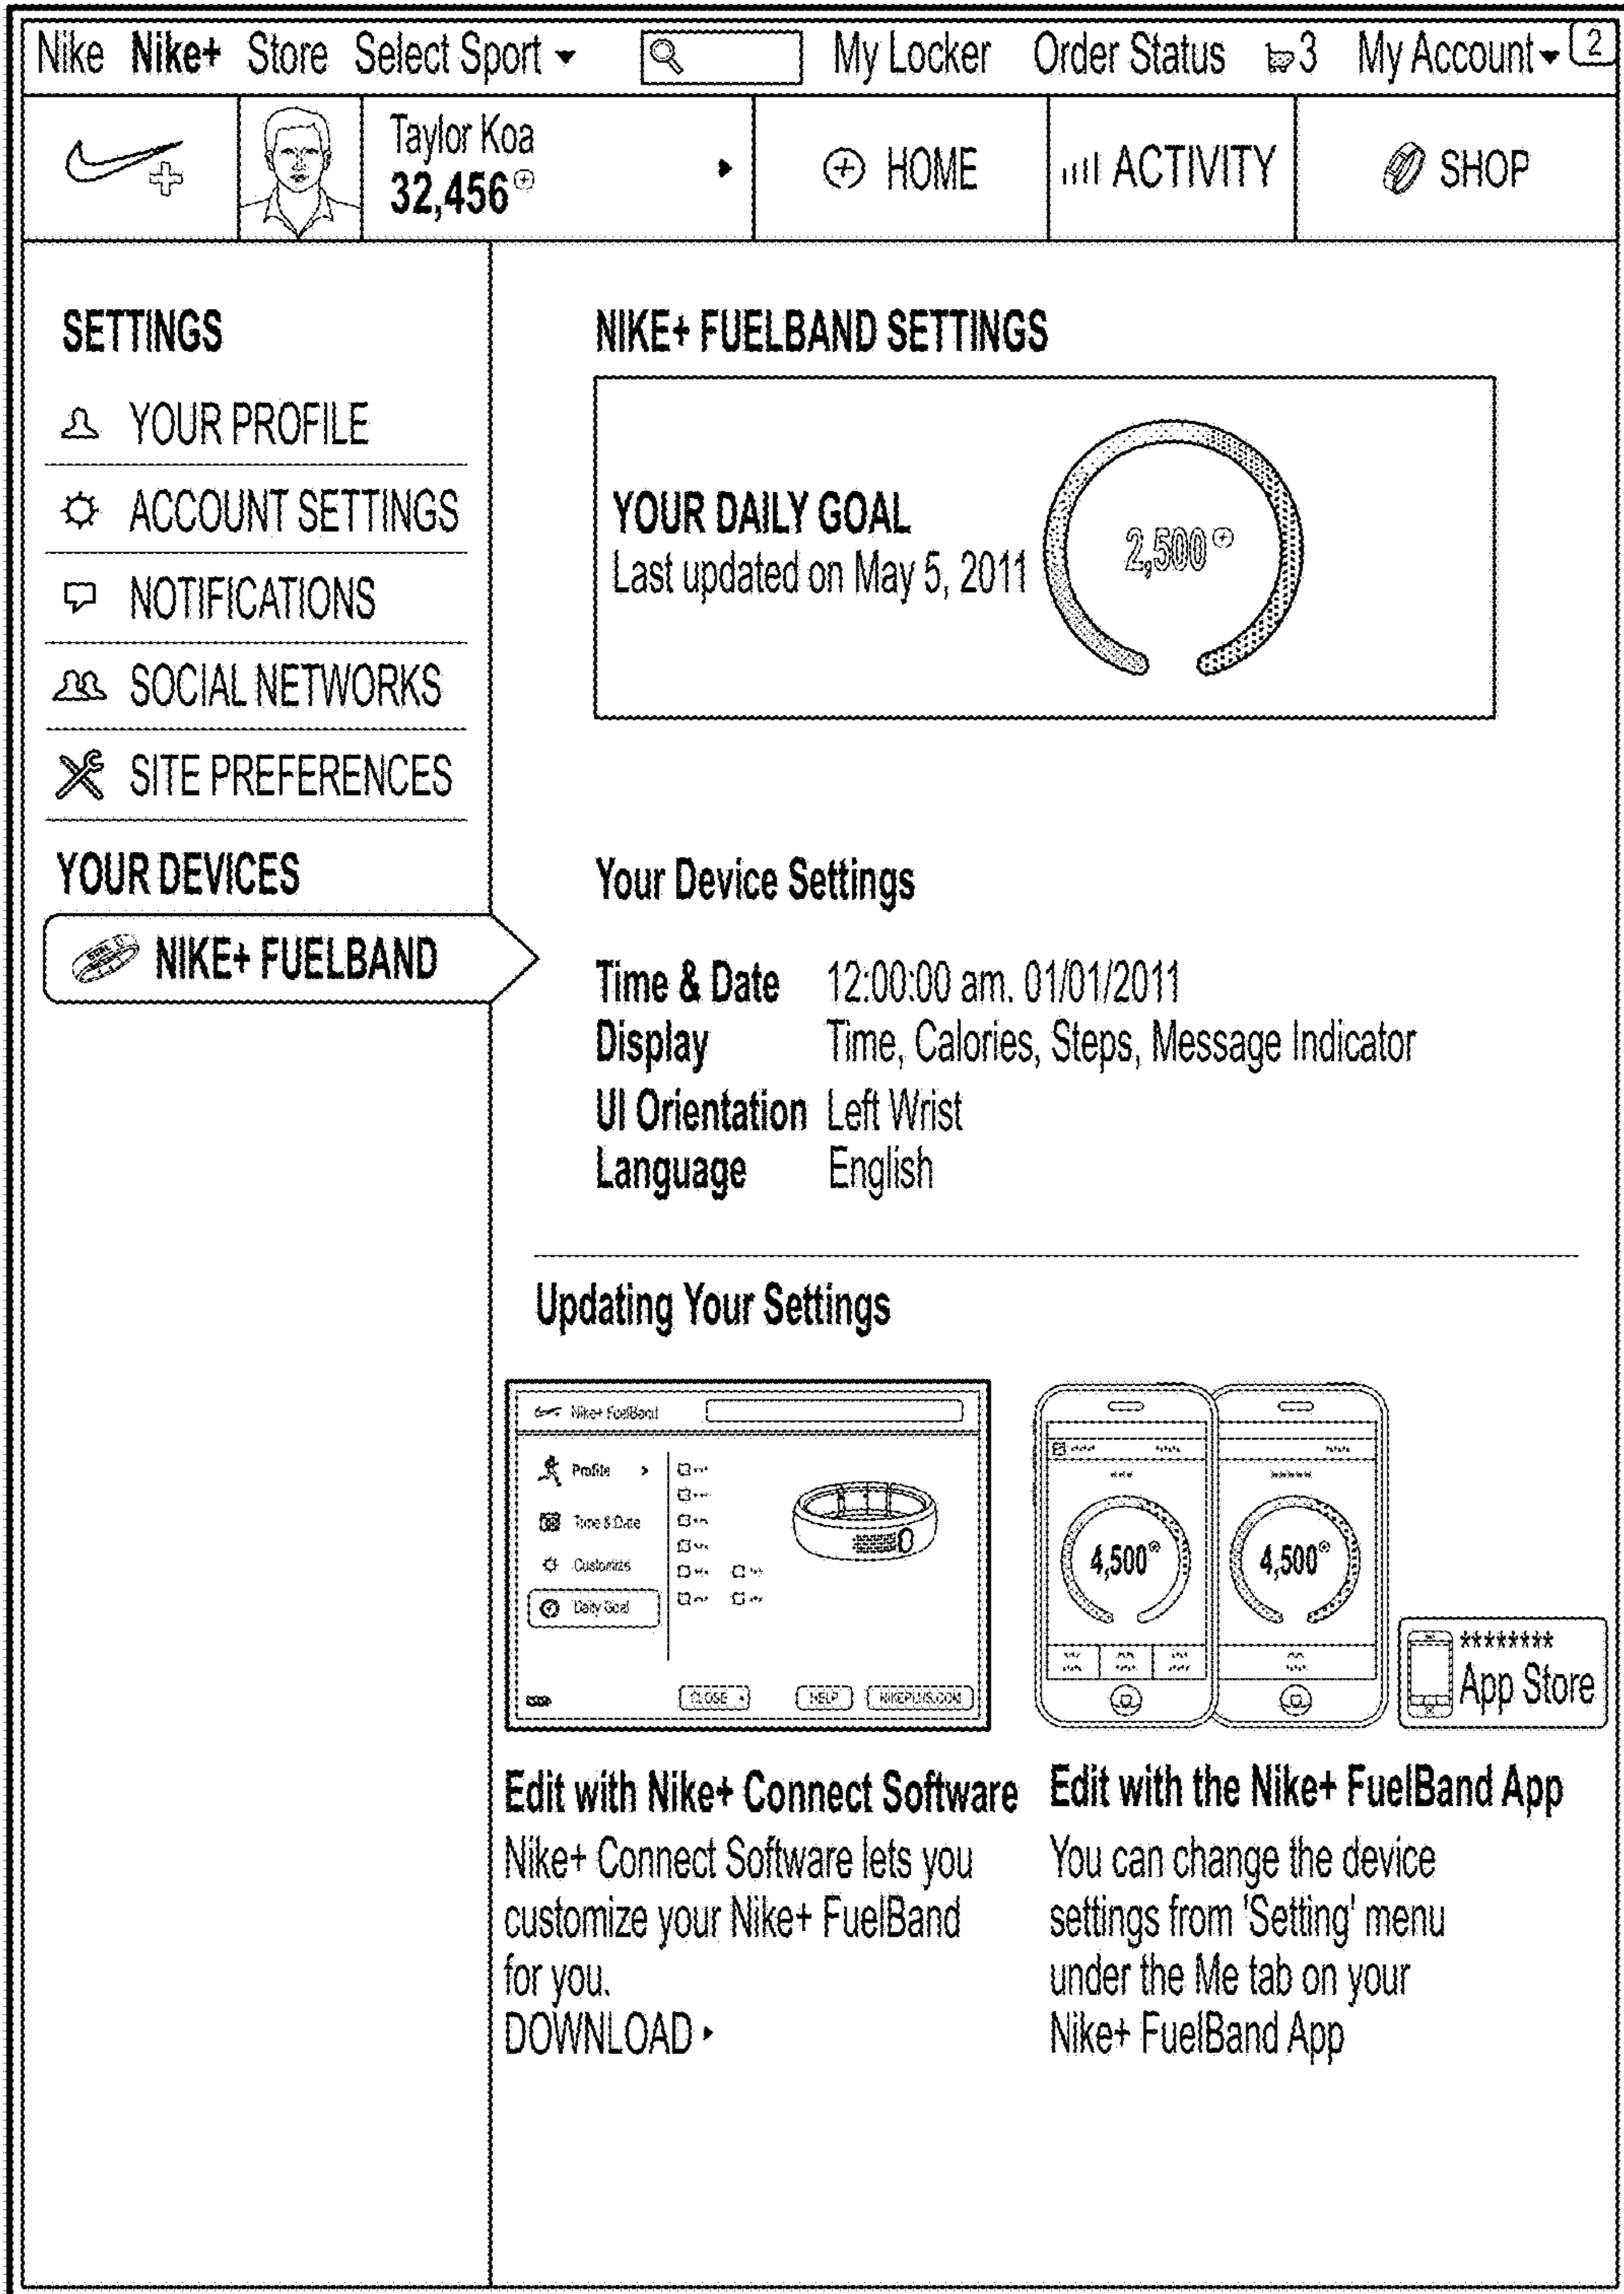 Nike Nike+ Store Select Sport My Locker Order Status 3 My Account 2
Taylor Koa
32,456
HOME
ACTIVITY
SHOP
SETTINGS
YOUR PROFILE
ACCOUNT SETTINGS
NOTIFICATIONS
SOCIAL NETWORKS
SITE PREFERENCES
YOUR DEVICES
NIKE+ FUELBAND
NIKE+ FUELBAND SETTINGS
YOUR DAILY GOAL
Last updated on May 5, 2011
2,500
Your Device Settings
Time & Date 12:00:00 am. 01/01/2011
Display Time, Calories, Steps, Message Indicator
UI Orientation Left Wrist
Language English
Updating Your Settings
Nike+ FuelBand
Profile
Time & Date
Customize
Daily Goal
CLOSE HELP NIKEPLUS.COM
4,500
4,500
********
App Store
Edit with Nike+ Connect Software
Nike+ Connect Software lets you
customize your Nike+ FuelBand
for you.
DOWNLOAD
Edit with the Nike+ FuelBand App
You can change the device
settings from 'Setting' menu
under the Me tab on your
Nike+ FuelBand App